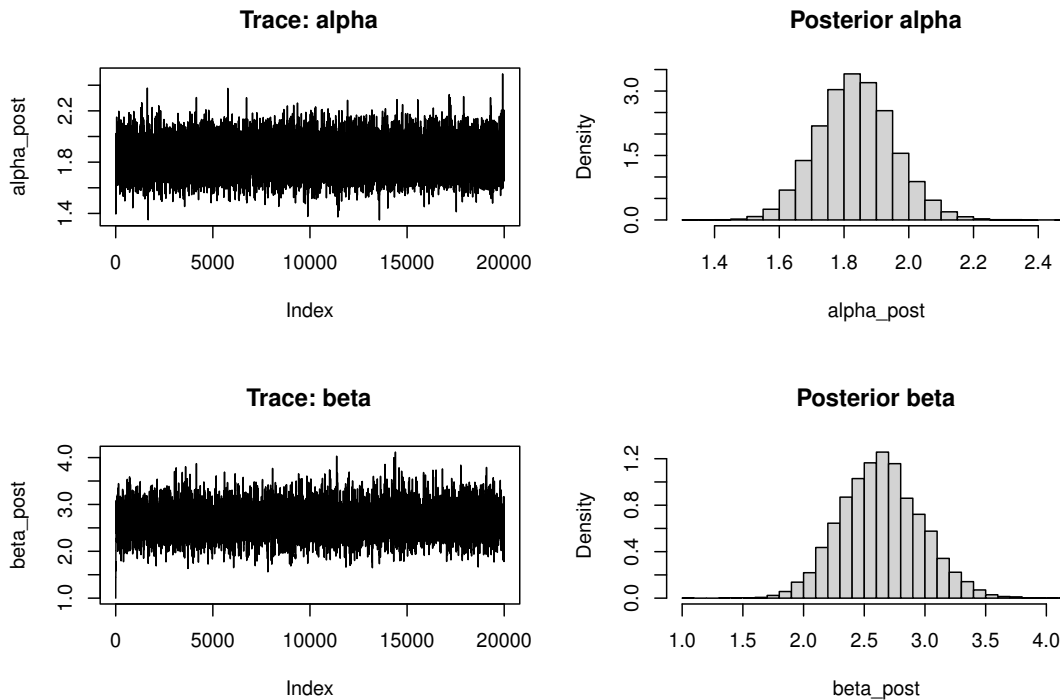 Trace: alpha
alpha_post
1.4 1.8 2.2
0 5000 10000 15000 20000
Index
Posterior alpha
Density
0.0 1.5 3.0
1.4 1.6 1.8 2.0 2.2 2.4
alpha_post
Trace: beta
beta_post
1.0 2.0 3.0 4.0
0 5000 10000 15000 20000
Index
Posterior beta
Density
0.0 0.4 0.8 1.2
1.0 1.5 2.0 2.5 3.0 3.5 4.0
beta_post